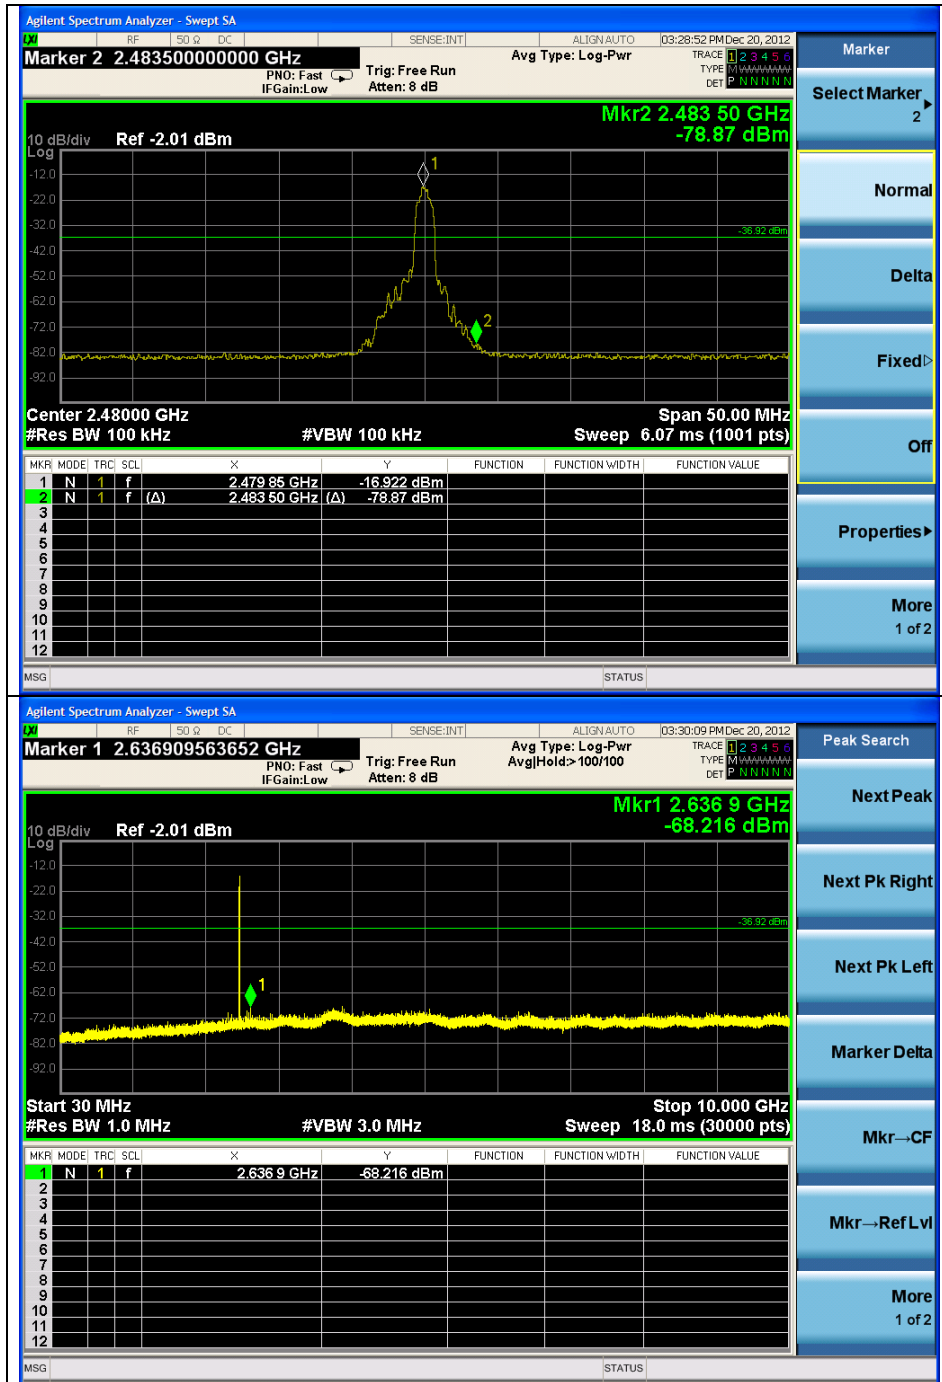 Agilent Spectrum Analyzer - Swept SA
LXI RF 50 Ω DC SENSE:INT ALIGN AUTO 03:28:52 PM Dec 20, 2012
Marker 2 2.483500000000 GHz
PNO: Fast
IFGain:Low
Trig: Free Run
Atten: 8 dB
Avg Type: Log-Pwr
TRACE 1 2 3 4 5 6
TYPE M
DET P N N N N N
Mkr2 2.483 50 GHz
-78.87 dBm
10 dB/div Ref -2.01 dBm
Log
-12.0
-22.0
-32.0
-42.0
-52.0
-62.0
-72.0
-82.0
-92.0
1
-36.92 dBm
2
Center 2.48000 GHz Span 50.00 MHz
#Res BW 100 kHz #VBW 100 kHz Sweep 6.07 ms (1001 pts)
MKR MODE TRC SCL X Y FUNCTION FUNCTION WIDTH FUNCTION VALUE
1 N 1 f 2.479 85 GHz -16.922 dBm
2 N 1 f (Δ) 2.483 50 GHz (Δ) -78.87 dBm
3
4
5
6
7
8
9
10
11
12
MSG STATUS
Marker
Select Marker
2
Normal
Delta
Fixed
Off
Properties
More
1 of 2
Agilent Spectrum Analyzer - Swept SA
LXI RF 50 Ω DC SENSE:INT ALIGN AUTO 03:30:09 PM Dec 20, 2012
Marker 1 2.636909563652 GHz
PNO: Fast
IFGain:Low
Trig: Free Run
Atten: 8 dB
Avg Type: Log-Pwr
Avg|Hold:>100/100
TRACE 1 2 3 4 5 6
TYPE M
DET P N N N N N
Mkr1 2.636 9 GHz
-68.216 dBm
10 dB/div Ref -2.01 dBm
Log
-12.0
-22.0
-32.0
-42.0
-52.0
-62.0
-72.0
-82.0
-92.0
-36.92 dBm
1
Start 30 MHz Stop 10.000 GHz
#Res BW 1.0 MHz #VBW 3.0 MHz Sweep 18.0 ms (30000 pts)
MKR MODE TRC SCL X Y FUNCTION FUNCTION WIDTH FUNCTION VALUE
1 N 1 f 2.636 9 GHz -68.216 dBm
2
3
4
5
6
7
8
9
10
11
12
MSG STATUS
Peak Search
Next Peak
Next Pk Right
Next Pk Left
Marker Delta
Mkr→CF
Mkr→Ref Lvl
More
1 of 2